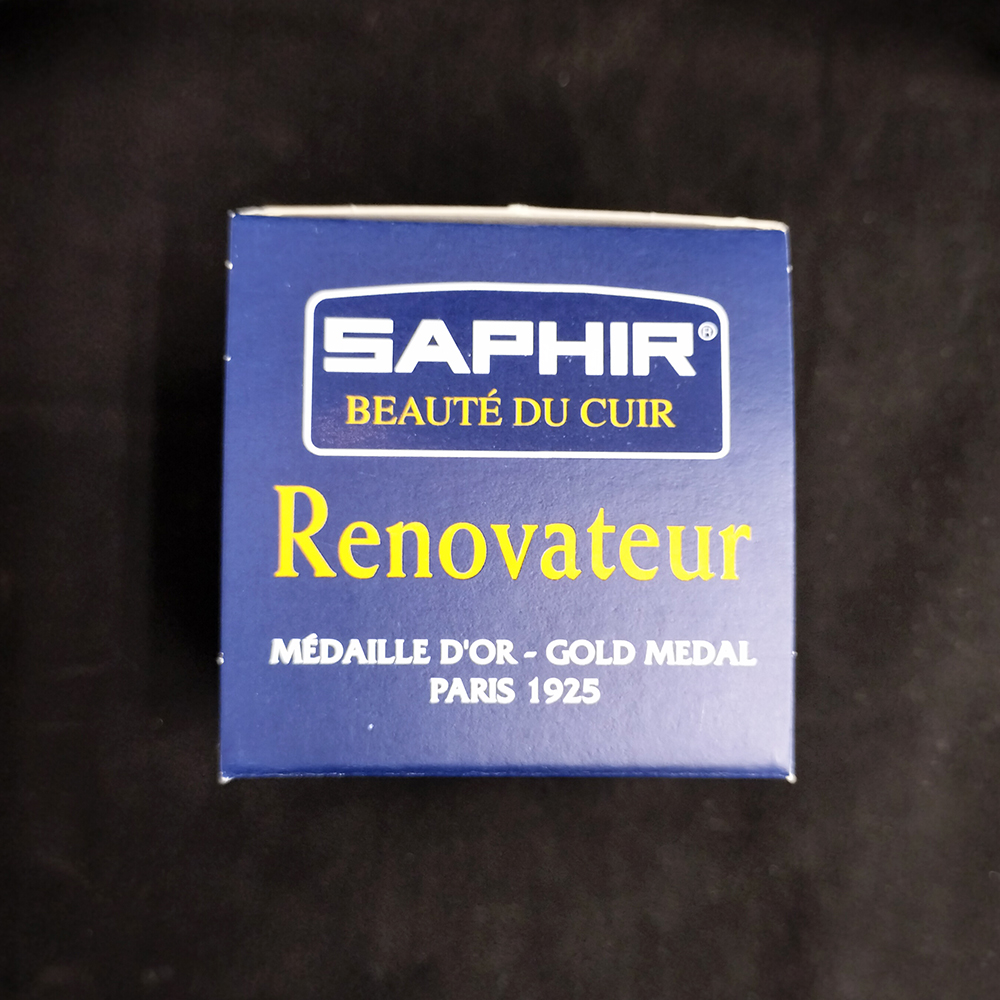 SAPHIR®
BEAUTÉ DU CUIR
Renovateur
MÉDAILLE D'OR - GOLD MEDAL
PARIS 1925